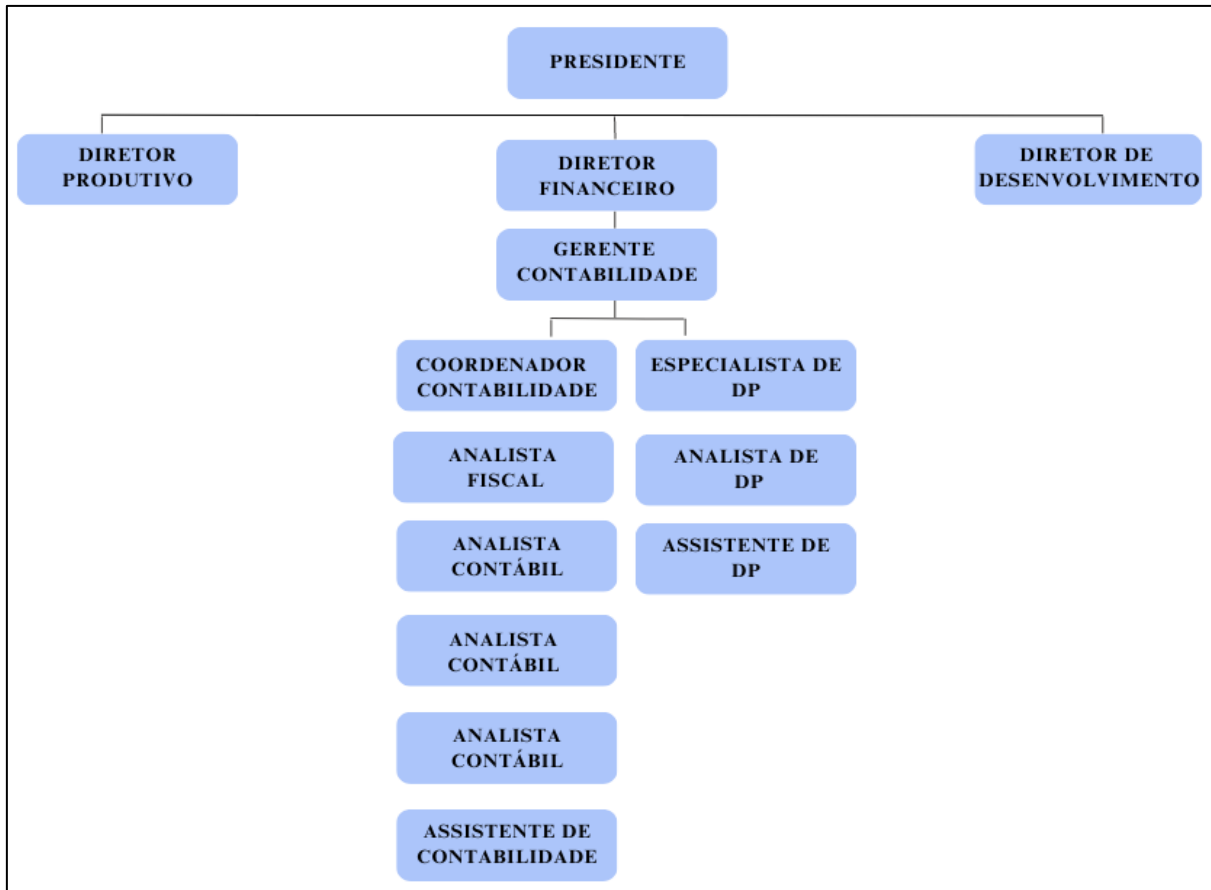 PRESIDENTE
DIRETOR
PRODUTIVO
DIRETOR
FINANCEIRO
DIRETOR DE
DESENVOLVIMENTO
GERENTE
CONTABILIDADE
COORDENADOR
CONTABILIDADE
ESPECIALISTA DE
DP
ANALISTA
FISCAL
ANALISTA DE
DP
ANALISTA
CONTÁBIL
ASSISTENTE DE
DP
ANALISTA
CONTÁBIL
ANALISTA
CONTÁBIL
ASSISTENTE DE
CONTABILIDADE